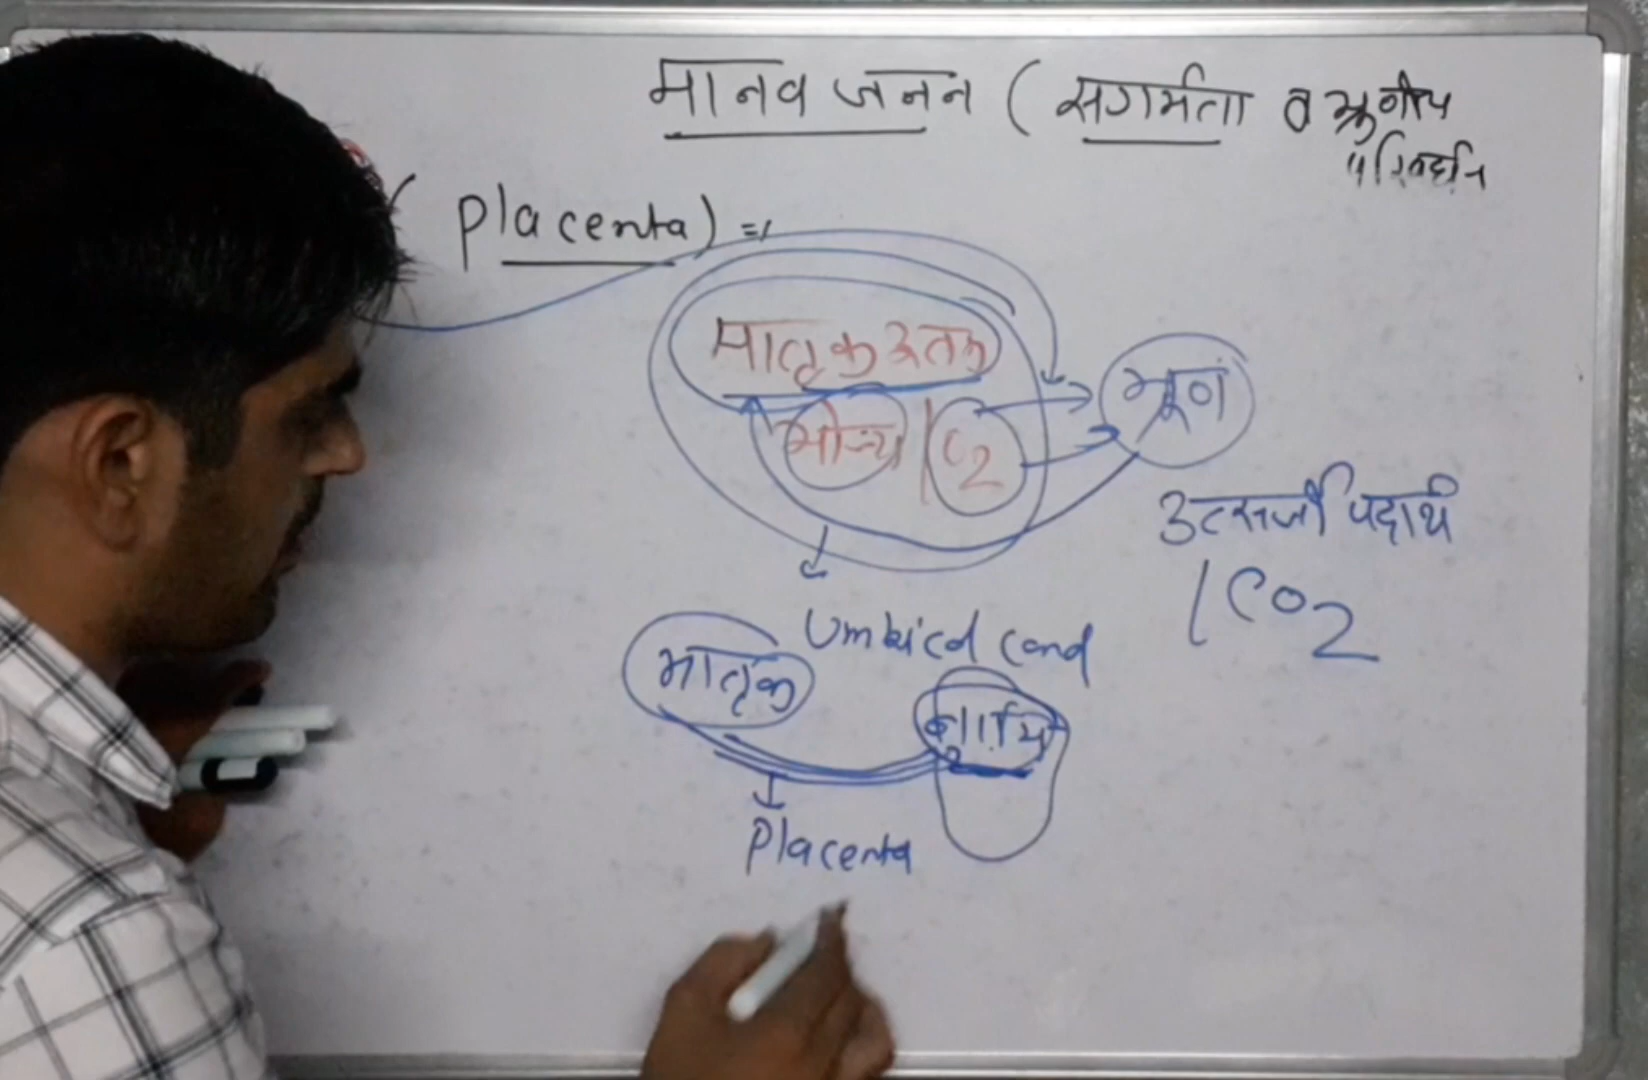 मानव जनन ( सगर्भता व भ्रूणीय
परिवर्धन
( Placenta ) =
मातृक ऊतक
भोज्य / O2
भ्रूण
उत्सर्जी पदार्थ
/ CO2
Umbical cord
मातृक
Placenta